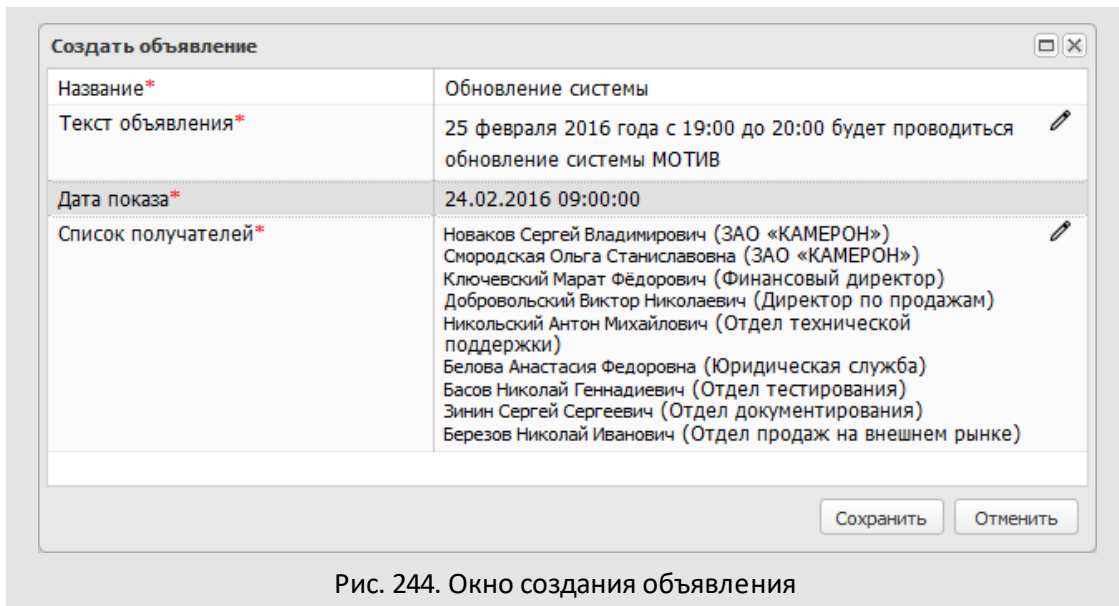 Создать объявление
Название* Обновление системы
Текст объявления* 25 февраля 2016 года с 19:00 до 20:00 будет проводиться
обновление системы МОТИВ
Дата показа* 24.02.2016 09:00:00
Список получателей* Новаков Сергей Владимирович (ЗАО «КАМЕРОН»)
Смородская Ольга Станиславовна (ЗАО «КАМЕРОН»)
Ключевский Марат Фёдорович (Финансовый директор)
Добровольский Виктор Николаевич (Директор по продажам)
Никольский Антон Михайлович (Отдел технической
поддержки)
Белова Анастасия Федоровна (Юридическая служба)
Басов Николай Геннадиевич (Отдел тестирования)
Зинин Сергей Сергеевич (Отдел документирования)
Березов Николай Иванович (Отдел продаж на внешнем рынке)
Сохранить Отменить
Рис. 244. Окно создания объявления